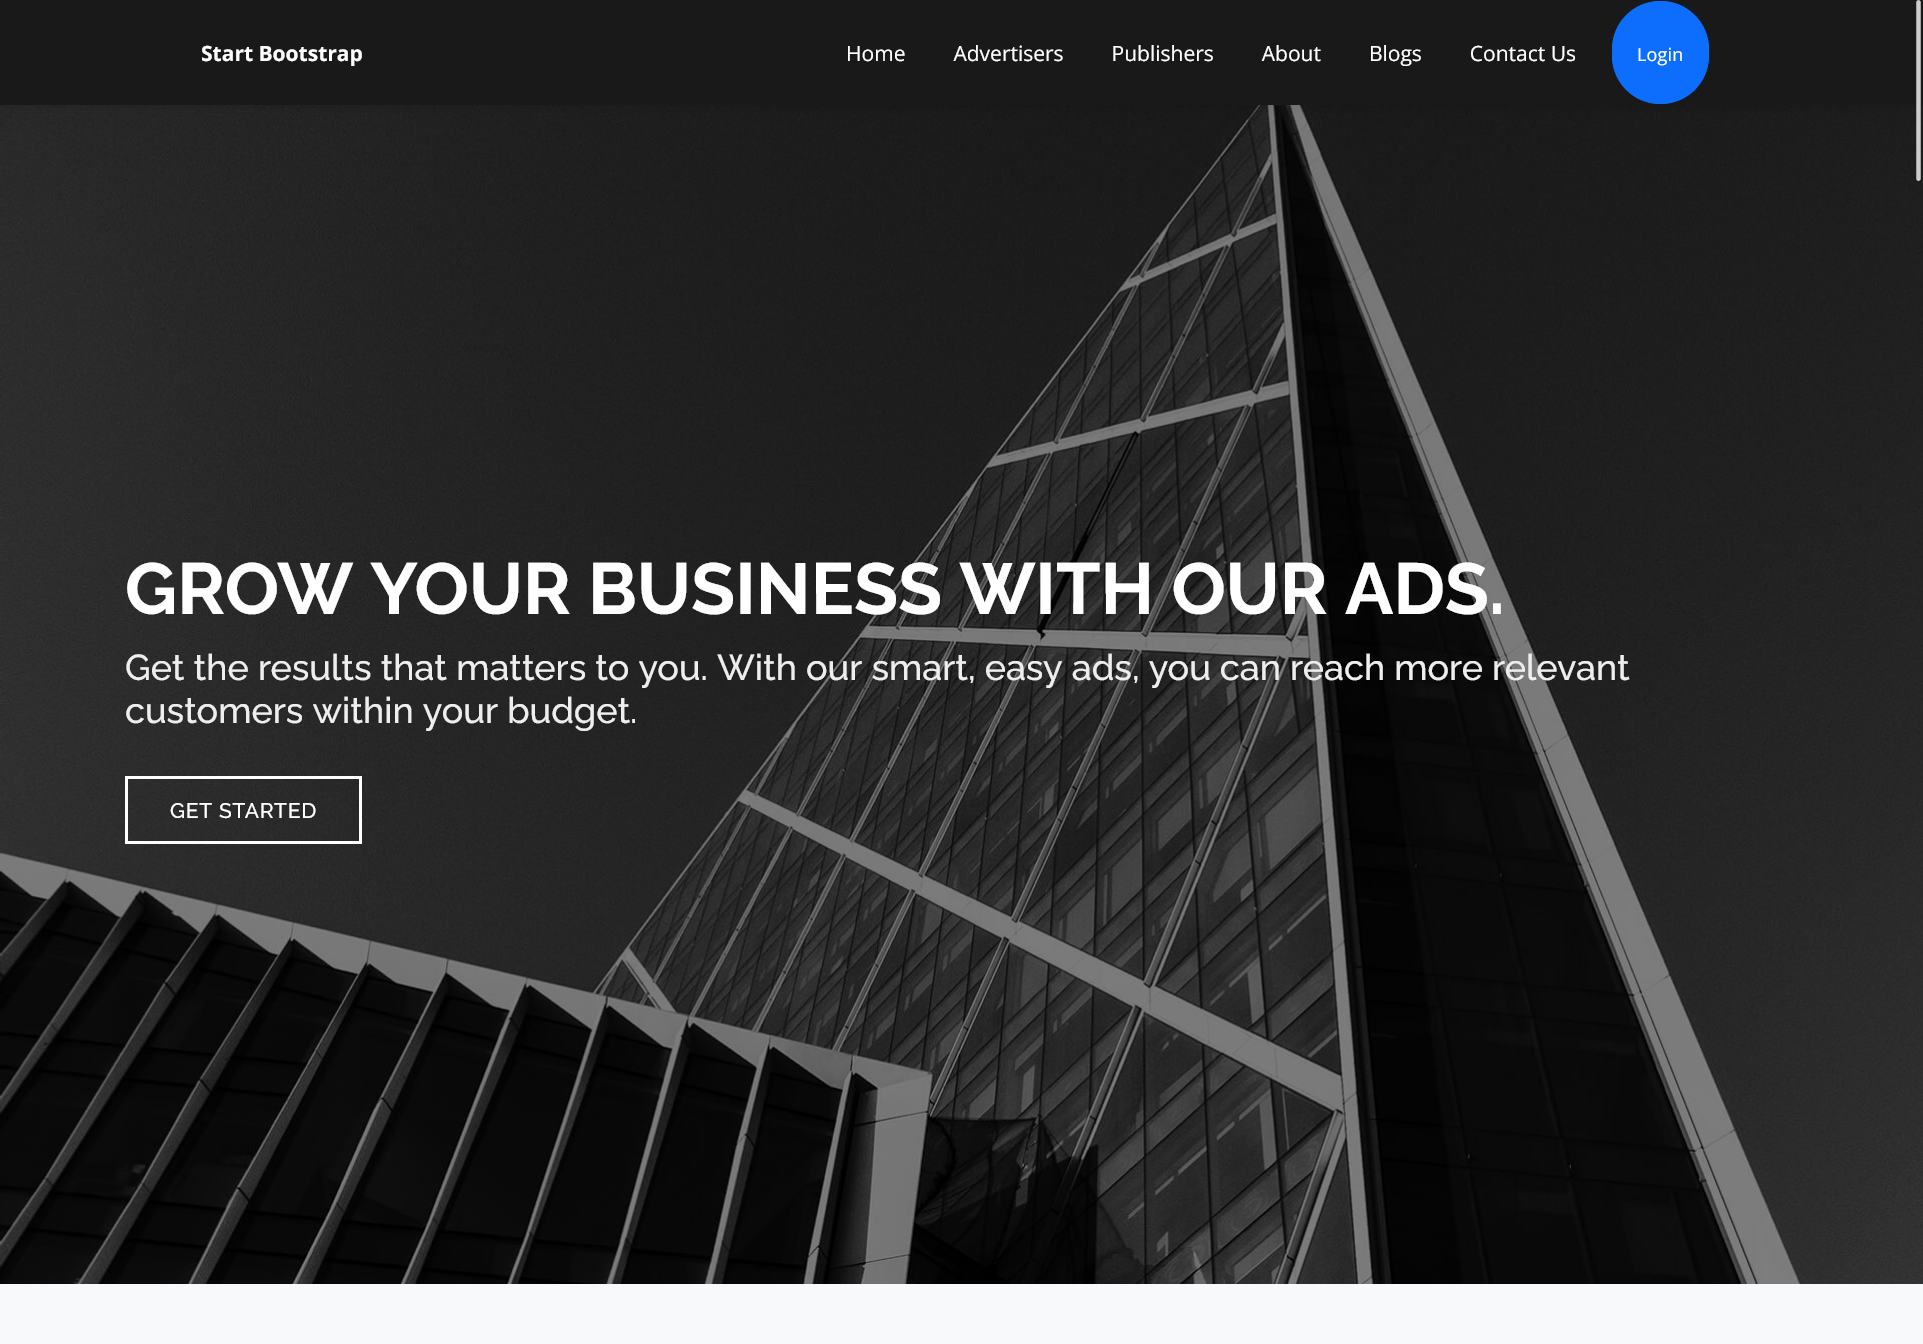 Start Bootstrap
Home Advertisers Publishers About Blogs Contact Us Login
GROW YOUR BUSINESS WITH OUR ADS.
Get the results that matters to you. With our smart, easy ads, you can reach more relevant
customers within your budget.
GET STARTED